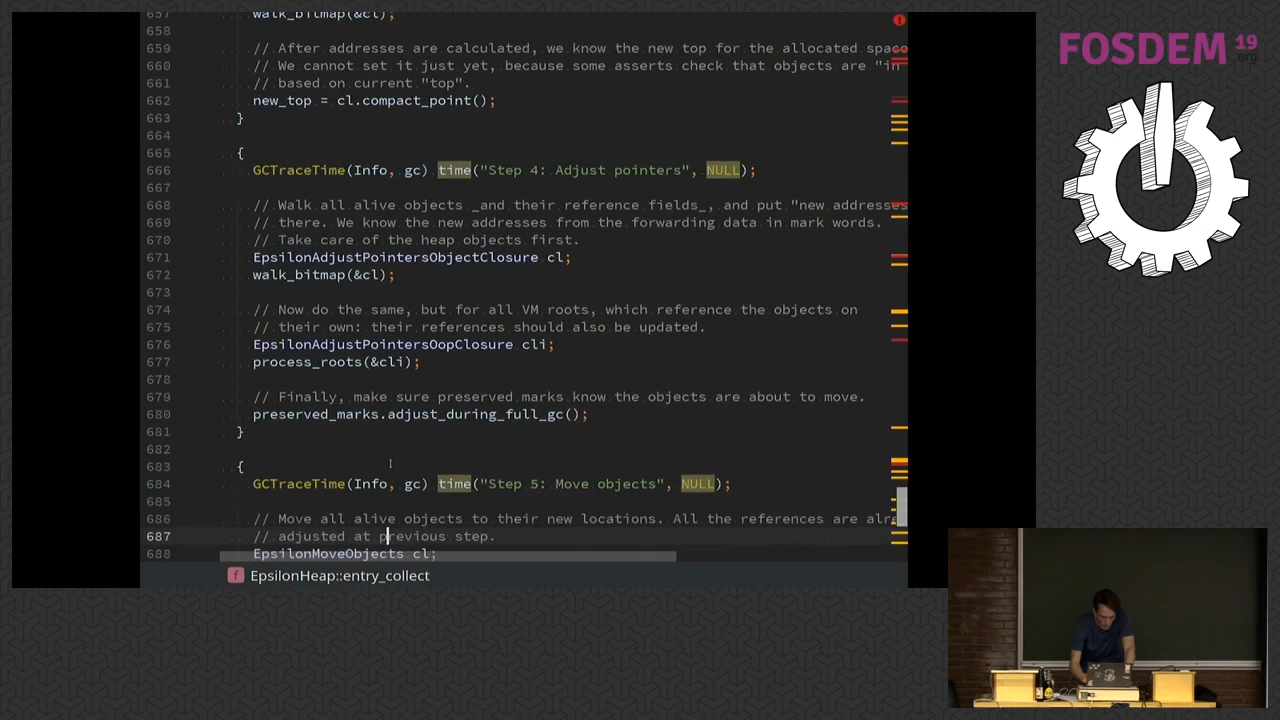 657 walk_bitmap(&cl);
658
659 // After addresses are calculated, we know the new top for the allocated space
660 // We cannot set it just yet, because some asserts check that objects are "in
661 // based on current "top".
662 new_top = cl.compact_point();
663 }
664
665 {
666 GCTraceTime(Info, gc) time("Step 4: Adjust pointers", NULL);
667
668 // Walk all alive objects _and their reference fields_, and put "new addresses
669 // there. We know the new addresses from the forwarding data in mark words.
670 // Take care of the heap objects first.
671 EpsilonAdjustPointersObjectClosure cl;
672 walk_bitmap(&cl);
673
674 // Now do the same, but for all VM roots, which reference the objects on
675 // their own: their references should also be updated.
676 EpsilonAdjustPointersOopClosure cli;
677 process_roots(&cli);
678
679 // Finally, make sure preserved marks know the objects are about to move.
680 preserved_marks.adjust_during_full_gc();
681 }
682
683 {
684 GCTraceTime(Info, gc) time("Step 5: Move objects", NULL);
685
686 // Move all alive objects to their new locations. All the references are alre
687 // adjusted at previous step.
688 EpsilonMoveObjects cl;
f EpsilonHeap::entry_collect
FOSDEM 19
.org